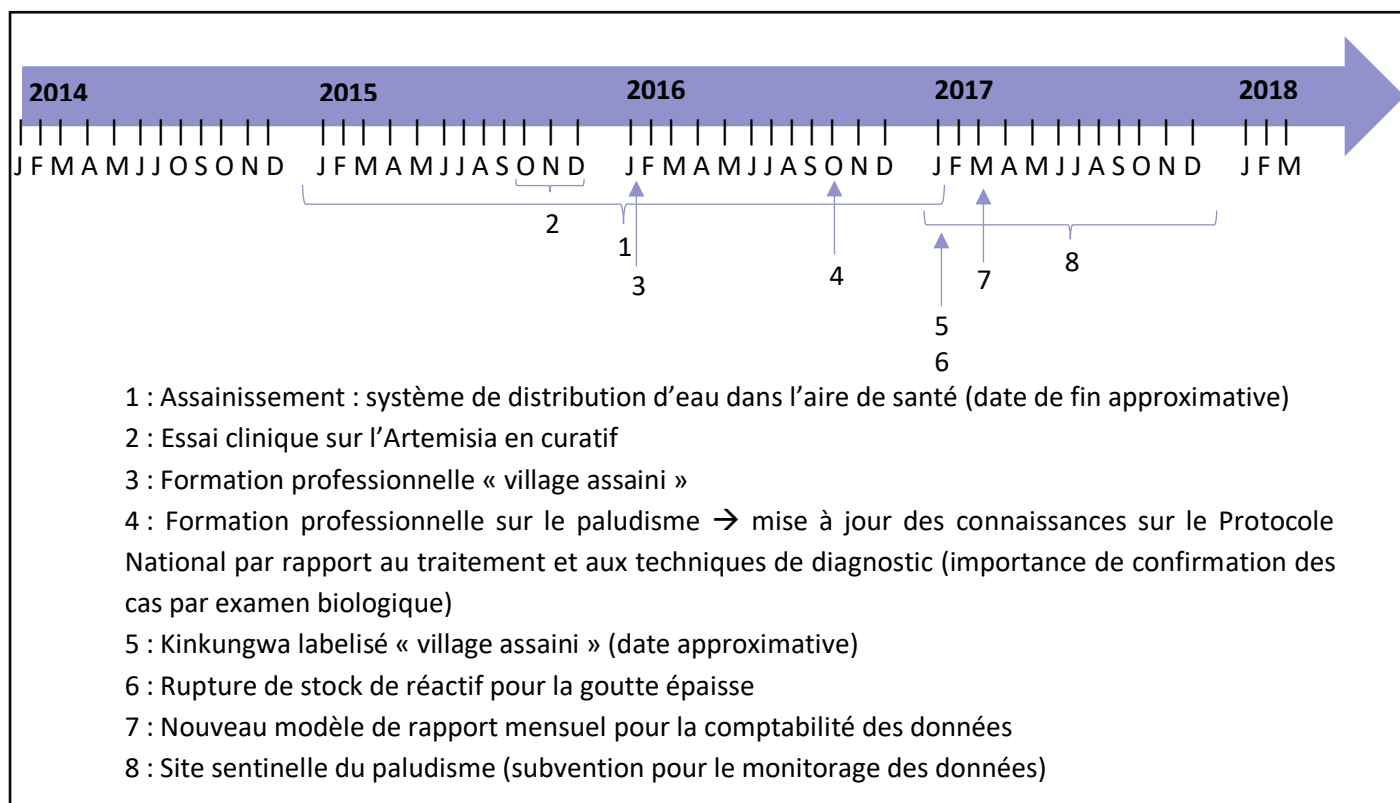 2014 2015 2016 2017 2018
J F M A M J J O S O N D J F M A M J J A S O N D J F M A M J J A S O N D J F M A M J J A S O N D J F M
2
1
3
4
5
6
7
8
1 : Assainissement : système de distribution d'eau dans l'aire de santé (date de fin approximative)
2 : Essai clinique sur l'Artemisia en curatif
3 : Formation professionnelle « village assaini »
4 : Formation professionnelle sur le paludisme → mise à jour des connaissances sur le Protocole
National par rapport au traitement et aux techniques de diagnostic (importance de confirmation des
cas par examen biologique)
5 : Kinkungwa labelisé « village assaini » (date approximative)
6 : Rupture de stock de réactif pour la goutte épaisse
7 : Nouveau modèle de rapport mensuel pour la comptabilité des données
8 : Site sentinelle du paludisme (subvention pour le monitorage des données)